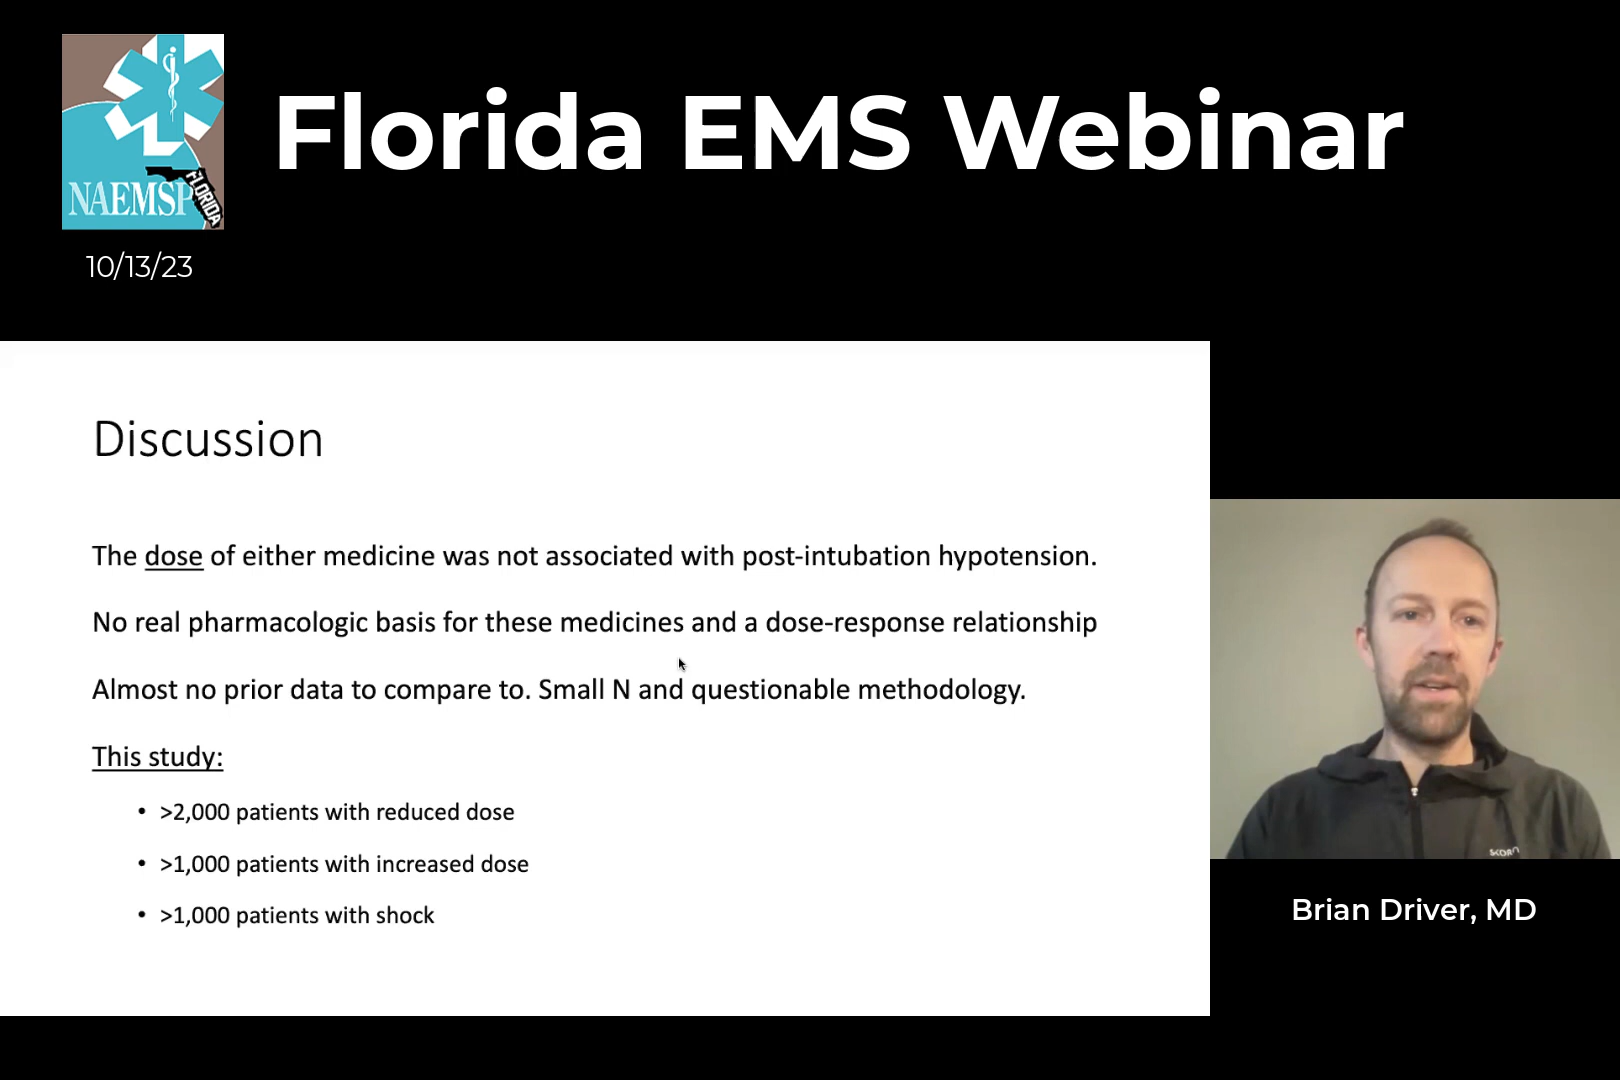 NAEMSP
FLORIDA
Florida EMS Webinar
10/13/23
Discussion
The dose of either medicine was not associated with post-intubation hypotension.
No real pharmacologic basis for these medicines and a dose-response relationship
Almost no prior data to compare to. Small N and questionable methodology.
This study:
• >2,000 patients with reduced dose
• >1,000 patients with increased dose
• >1,000 patients with shock
Brian Driver, MD